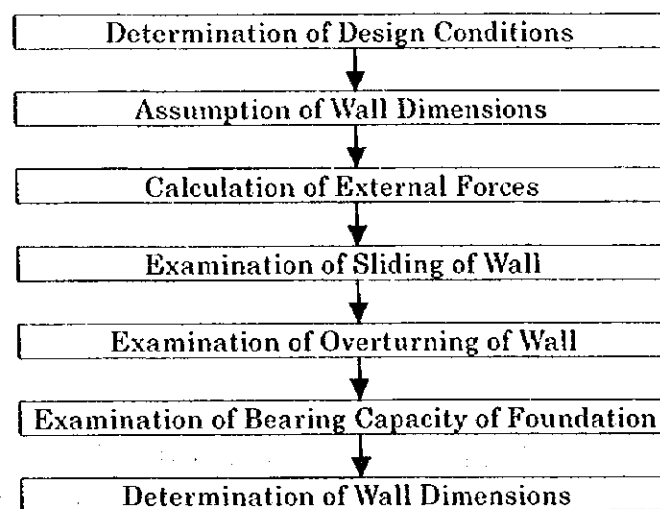 Determination of Design Conditions
Assumption of Wall Dimensions
Calculation of External Forces
Examination of Sliding of Wall
Examination of Overturning of Wall
Examination of Bearing Capacity of Foundation
Determination of Wall Dimensions